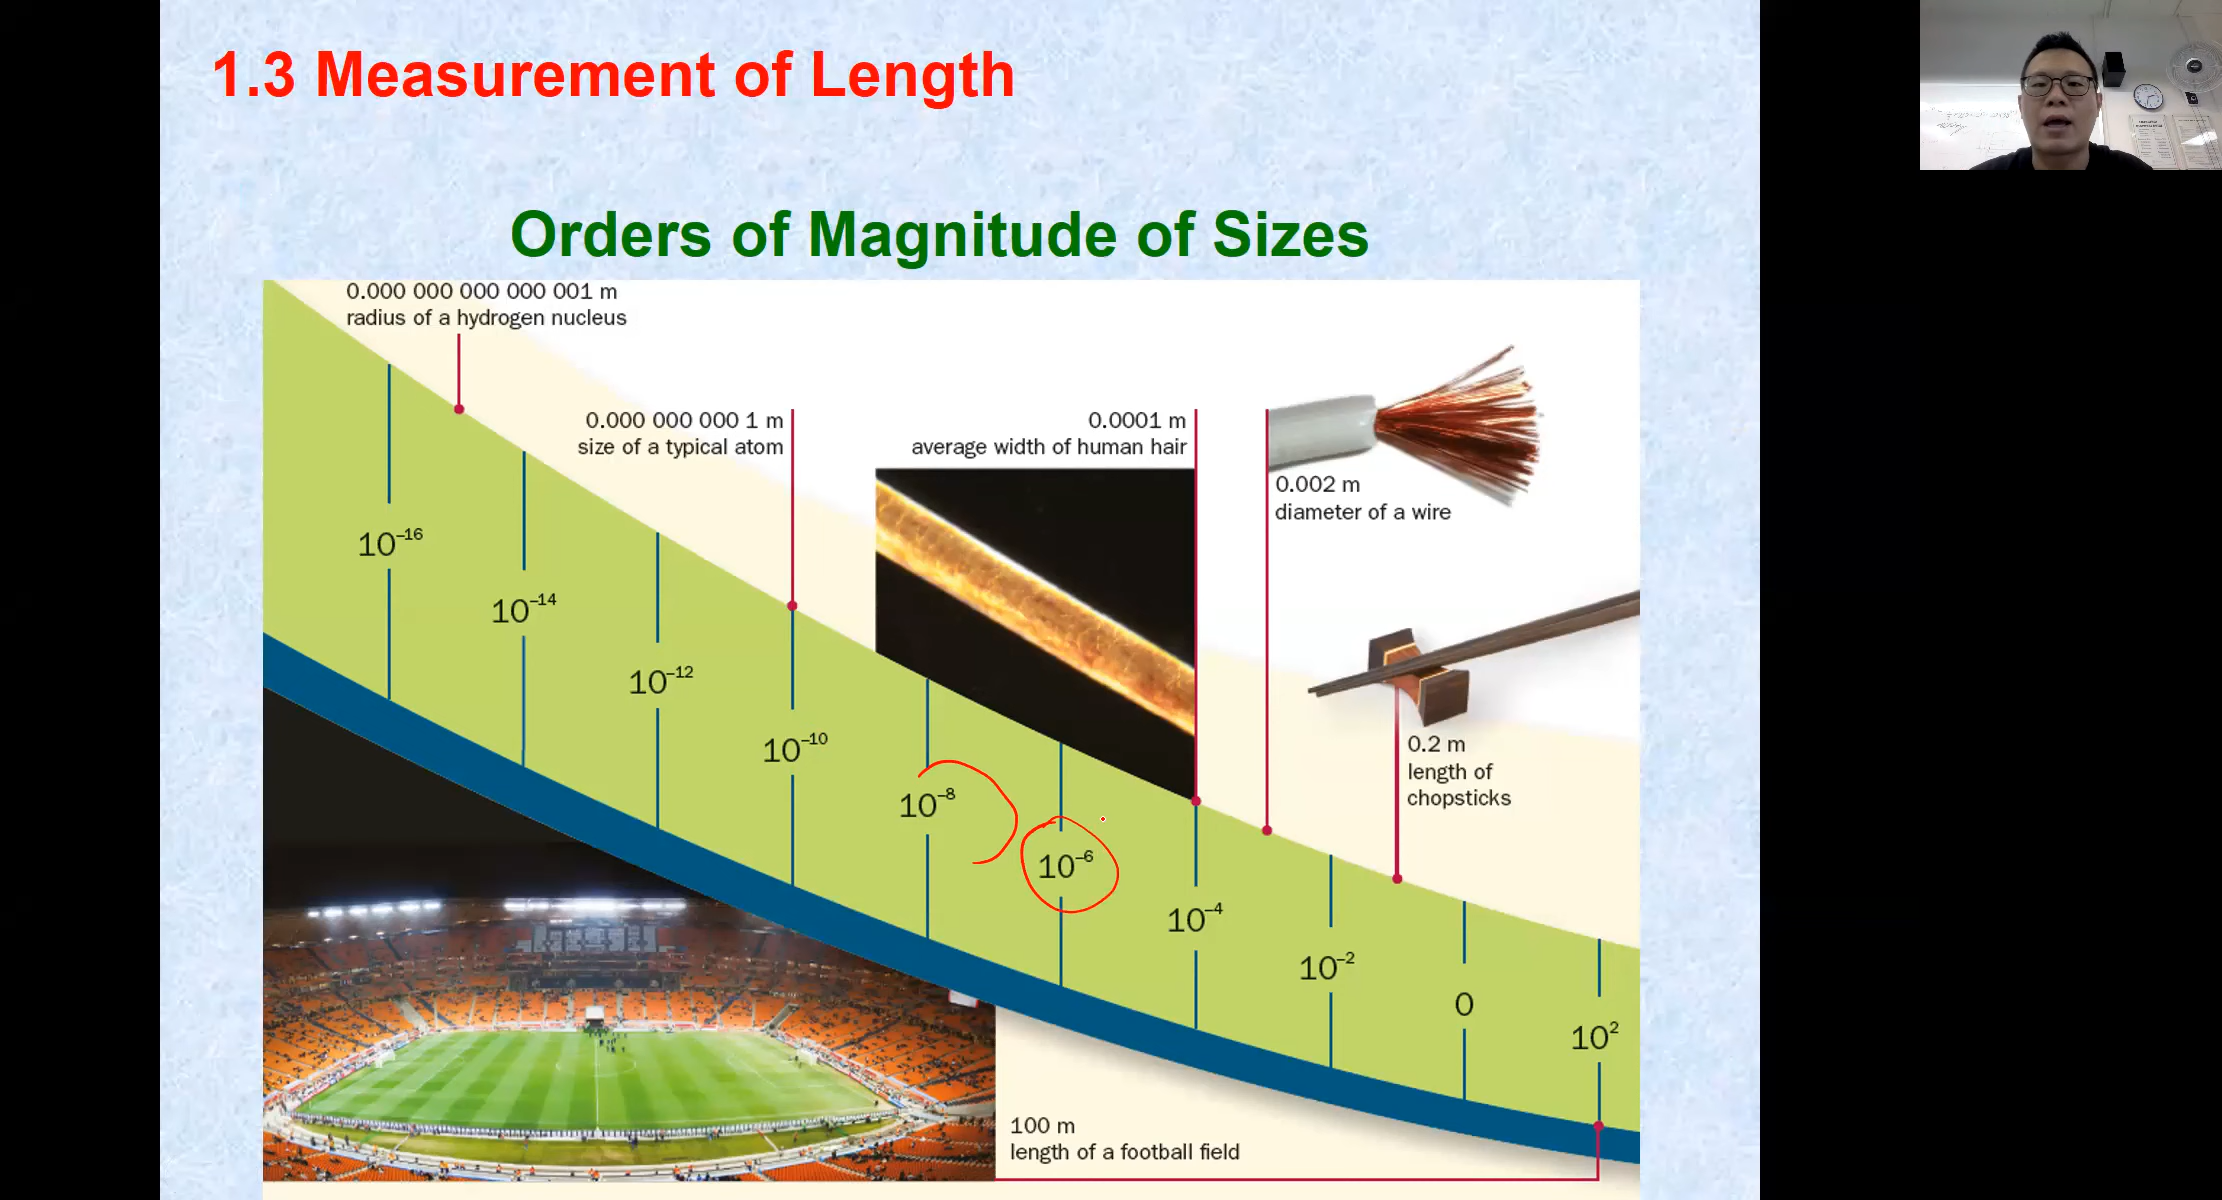 1.3 Measurement of Length
Orders of Magnitude of Sizes
0.000 000 000 000 001 m
radius of a hydrogen nucleus
0.000 000 000 1 m
size of a typical atom
0.0001 m
average width of human hair
0.002 m
diameter of a wire
0.2 m
length of
chopsticks
10⁻¹⁶
10⁻¹⁴
10⁻¹²
10⁻¹⁰
10⁻⁸
10⁻⁶
10⁻⁴
10⁻²
0
10²
100 m
length of a football field